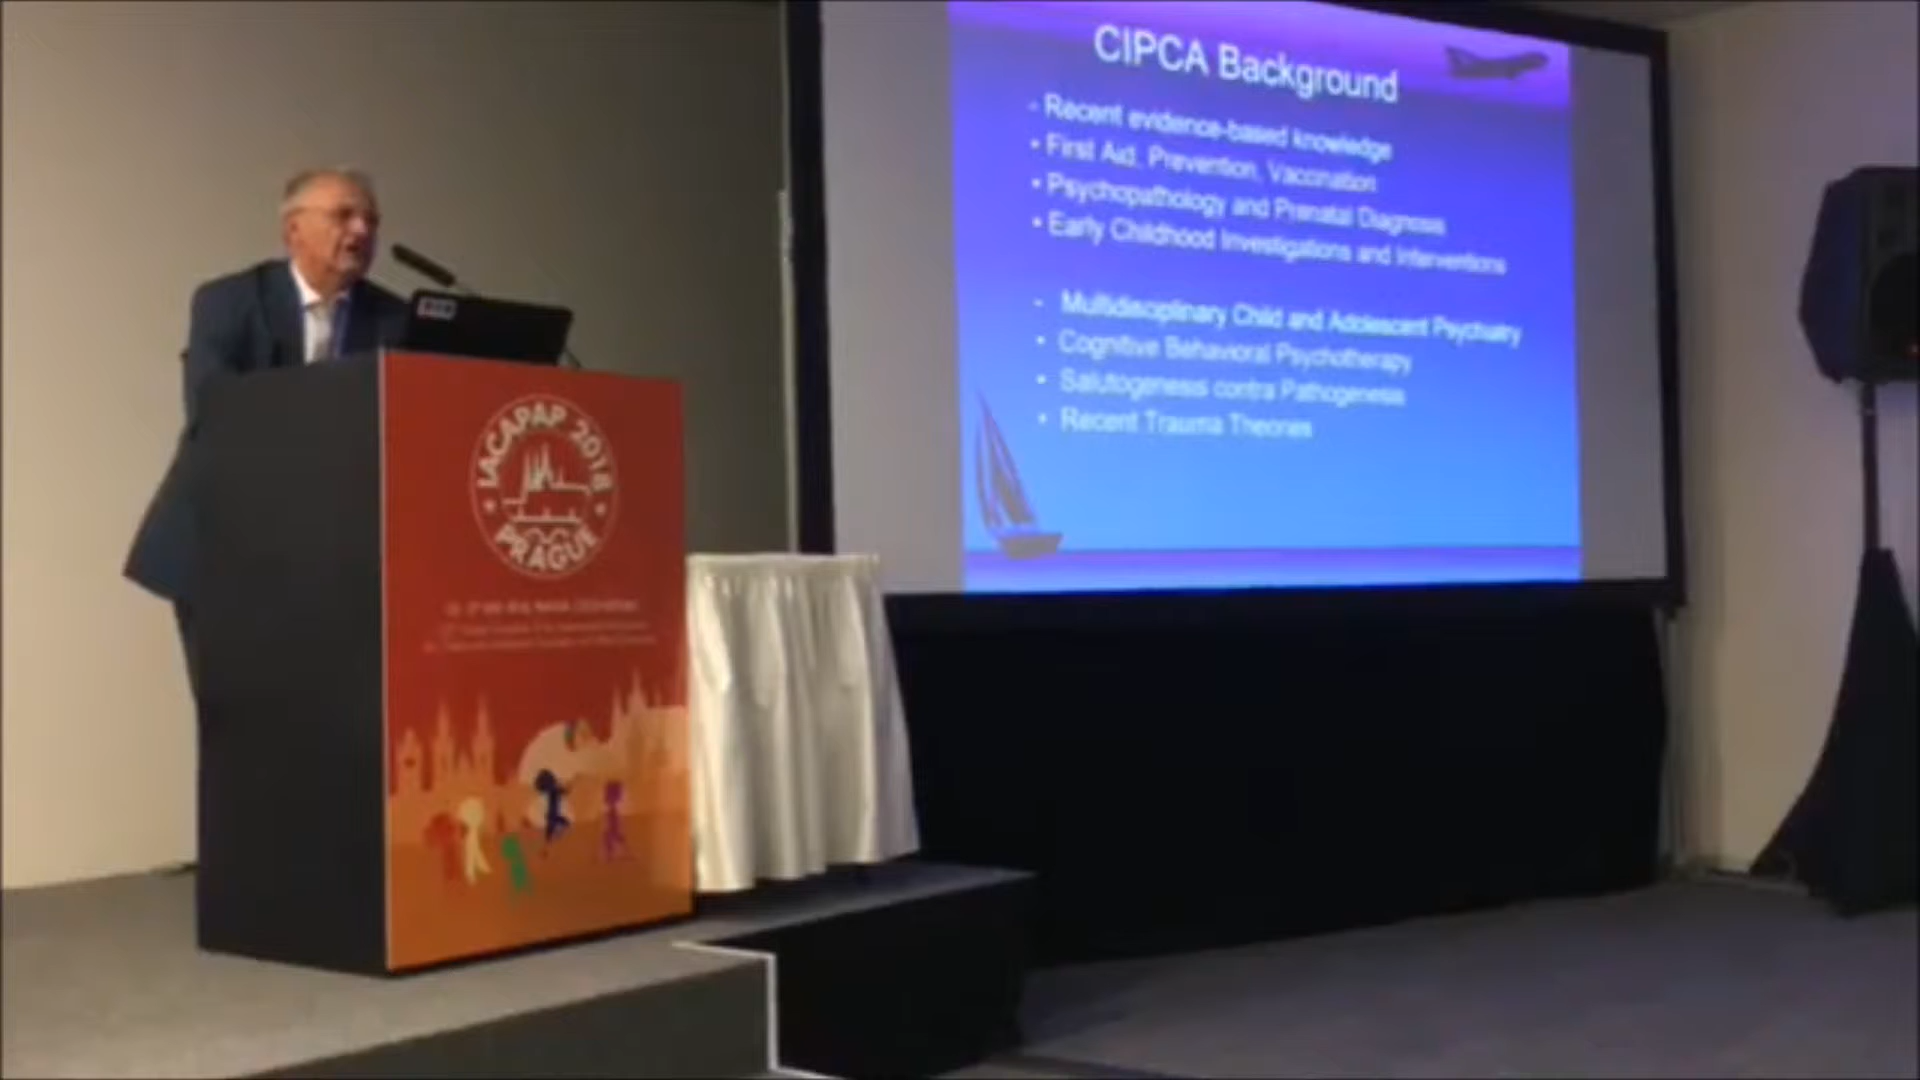 CIPCA Background
- Recent evidence-based knowledge
• First Aid, Prevention, Vaccination
• Psychopathology and Prenatal Diagnosis
• Early Childhood Investigations and Interventions
- Multidisciplinary Child and Adolescent Psychiatry
• Cognitive Behavioral Psychotherapy
• Salutogenesis contra Pathogenesis
• Recent Trauma Theories
IACAPAP 2018
PRAGUE